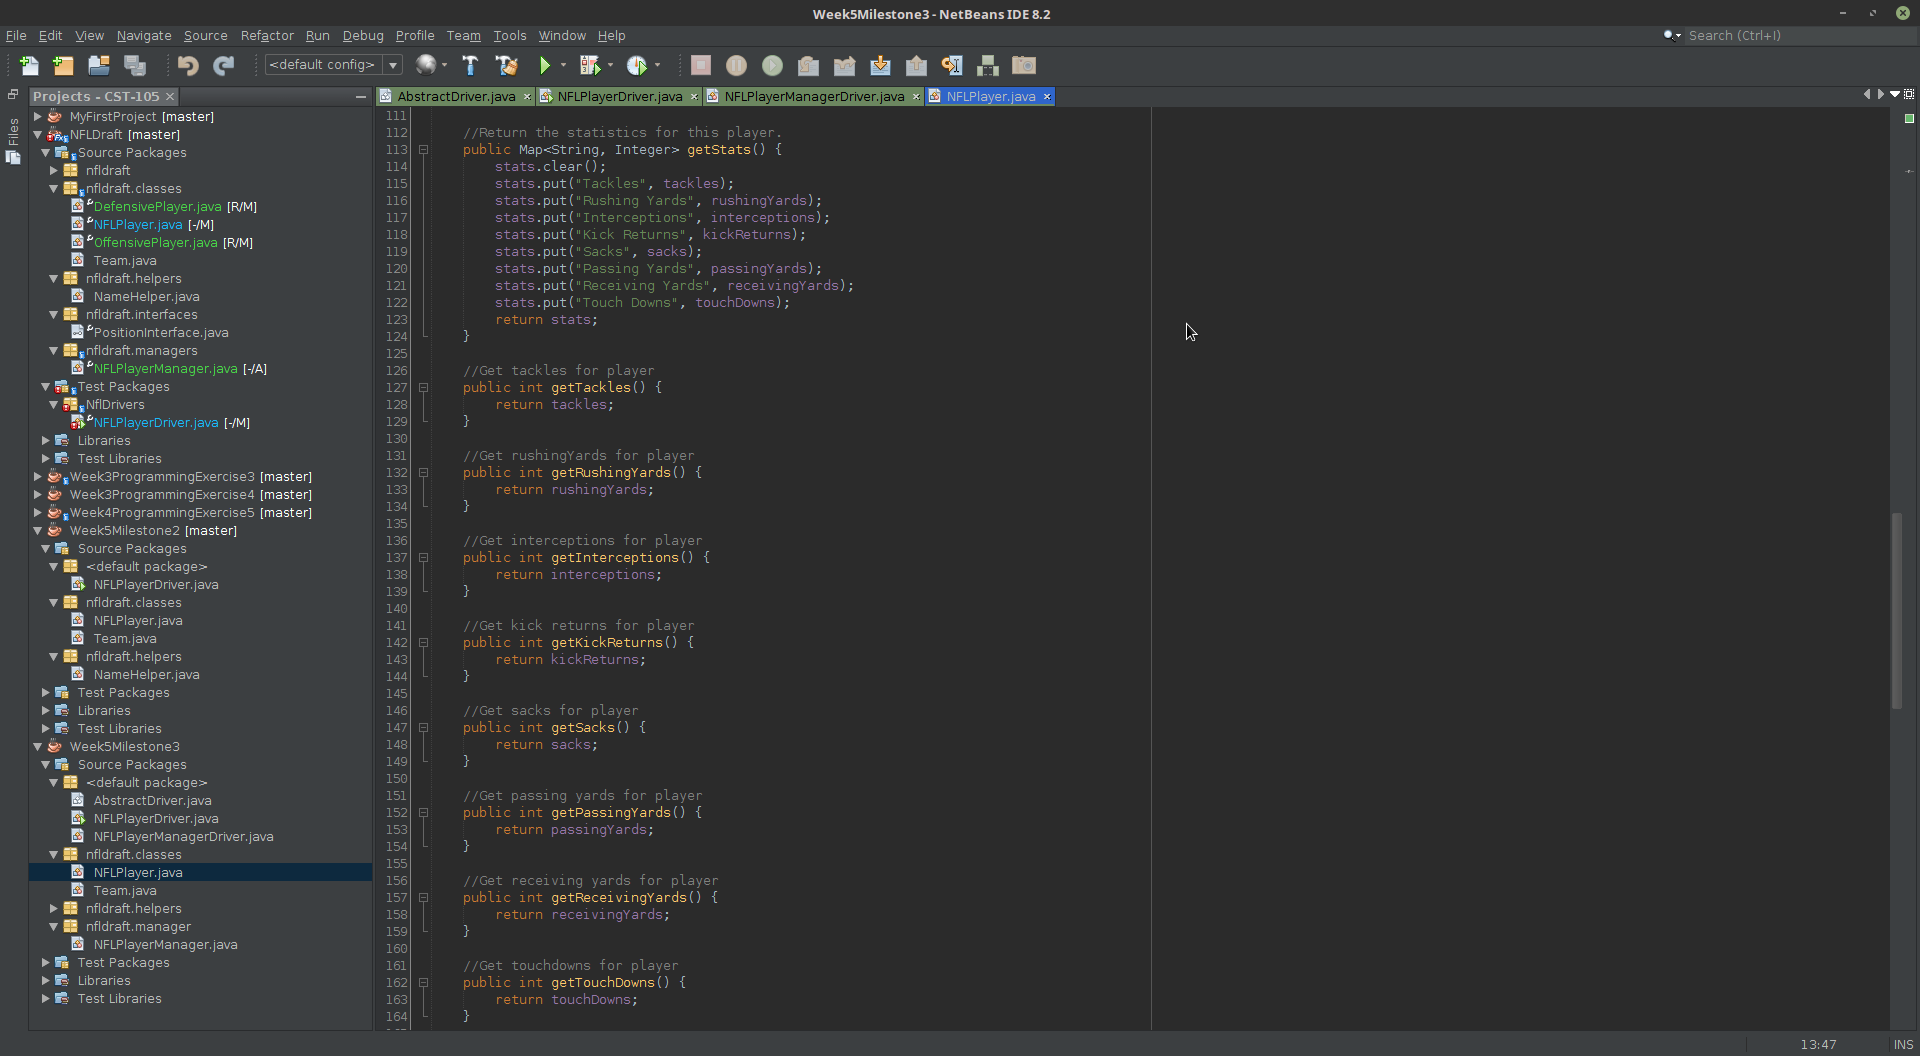 Week5Milestone3 - NetBeans IDE 8.2
File Edit View Navigate Source Refactor Run Debug Profile Team Tools Window Help
Search (Ctrl+I)
<default config>
Files
Projects - CST-105
MyFirstProject [master]
NFLDraft [master]
Source Packages
nfldraft
nfldraft.classes
DefensivePlayer.java [R/M]
NFLPlayer.java [-/M]
OffensivePlayer.java [R/M]
Team.java
nfldraft.helpers
NameHelper.java
nfldraft.interfaces
PositionInterface.java
nfldraft.managers
NFLPlayerManager.java [-/A]
Test Packages
NflDrivers
NFLPlayerDriver.java [-/M]
Libraries
Test Libraries
Week3ProgrammingExercise3 [master]
Week3ProgrammingExercise4 [master]
Week4ProgrammingExercise5 [master]
Week5Milestone2 [master]
Source Packages
<default package>
NFLPlayerDriver.java
nfldraft.classes
NFLPlayer.java
Team.java
nfldraft.helpers
NameHelper.java
Test Packages
Libraries
Test Libraries
Week5Milestone3
Source Packages
<default package>
AbstractDriver.java
NFLPlayerDriver.java
NFLPlayerManagerDriver.java
nfldraft.classes
NFLPlayer.java
Team.java
nfldraft.helpers
nfldraft.manager
NFLPlayerManager.java
Test Packages
Libraries
Test Libraries
AbstractDriver.java NFLPlayerDriver.java NFLPlayerManagerDriver.java NFLPlayer.java
111
112 //Return the statistics for this player.
113 public Map<String, Integer> getStats() {
114 stats.clear();
115 stats.put("Tackles", tackles);
116 stats.put("Rushing Yards", rushingYards);
117 stats.put("Interceptions", interceptions);
118 stats.put("Kick Returns", kickReturns);
119 stats.put("Sacks", sacks);
120 stats.put("Passing Yards", passingYards);
121 stats.put("Receiving Yards", receivingYards);
122 stats.put("Touch Downs", touchDowns);
123 return stats;
124 }
125
126 //Get tackles for player
127 public int getTackles() {
128 return tackles;
129 }
130
131 //Get rushingYards for player
132 public int getRushingYards() {
133 return rushingYards;
134 }
135
136 //Get interceptions for player
137 public int getInterceptions() {
138 return interceptions;
139 }
140
141 //Get kick returns for player
142 public int getKickReturns() {
143 return kickReturns;
144 }
145
146 //Get sacks for player
147 public int getSacks() {
148 return sacks;
149 }
150
151 //Get passing yards for player
152 public int getPassingYards() {
153 return passingYards;
154 }
155
156 //Get receiving yards for player
157 public int getReceivingYards() {
158 return receivingYards;
159 }
160
161 //Get touchdowns for player
162 public int getTouchDowns() {
163 return touchDowns;
164 }
13:47 INS